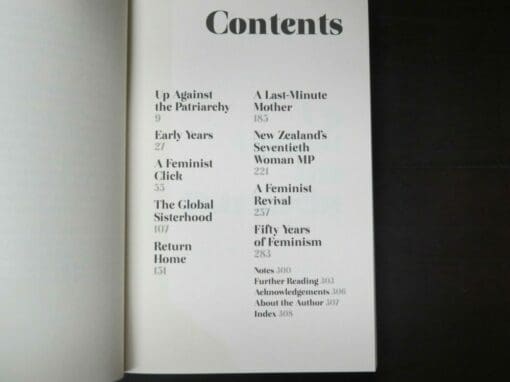 Contents
Up Against
the Patriarchy
9
Early Years
27
A Feminist
Click
55
The Global
Sisterhood
107
Return
Home
151
A Last-Minute
Mother
185
New Zealand's
Seventieth
Woman MP
221
A Feminist
Revival
257
Fifty Years
of Feminism
283
Notes 300
Further Reading 303
Acknowledgements 306
About the Author 307
Index 308